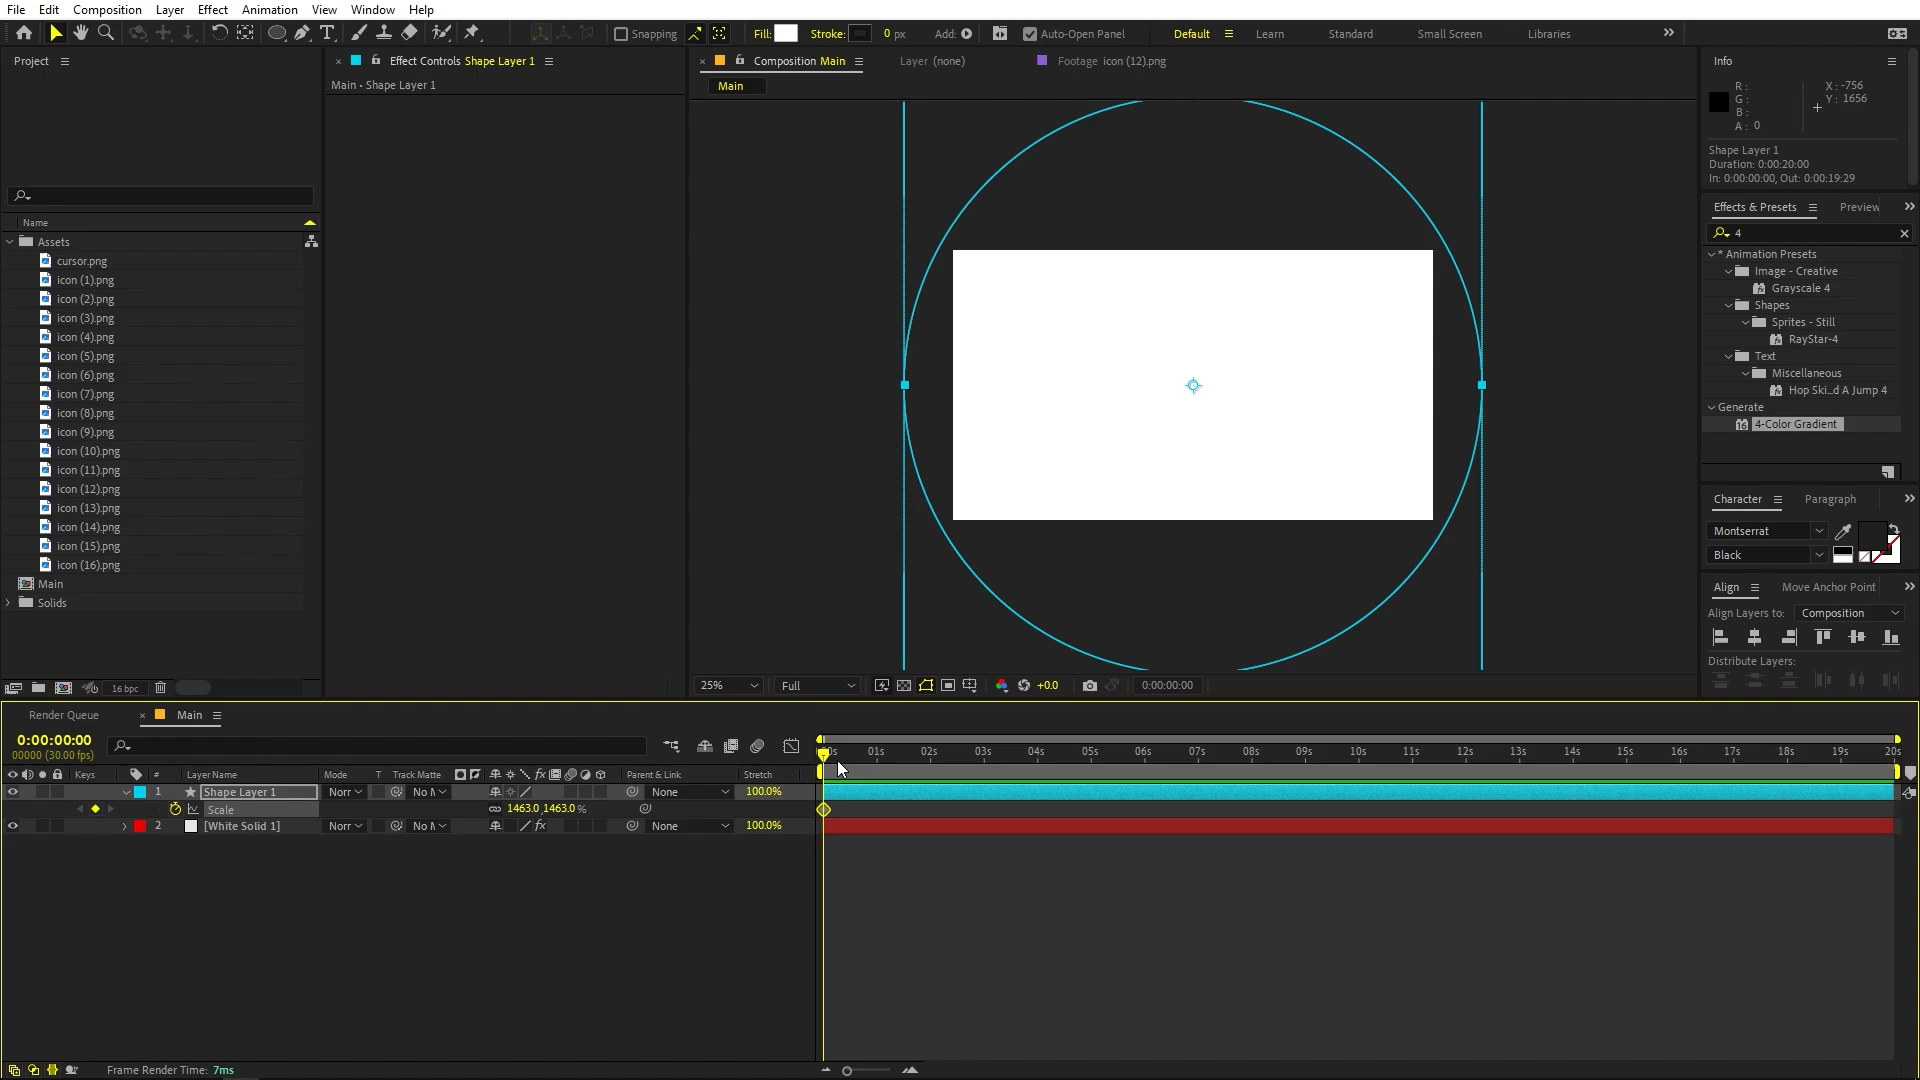 File Edit Composition Layer Effect Animation View Window Help
Snapping Fill: Stroke: 0 px Add: Auto-Open Panel Default Learn Standard Small Screen Libraries
Project
Effect Controls Shape Layer 1
Main • Shape Layer 1
Composition Main
Layer (none)
Footage icon (12).png
Main
Info
R :
G :
B :
A : 0
X : -756
Y : 1656
Shape Layer 1
Duration: 0:00:20:00
In: 0:00:00:00, Out: 0:00:19:29
Effects & Presets Preview
4
* Animation Presets
Image - Creative
Grayscale 4
Shapes
Sprites - Still
RayStar-4
Text
Miscellaneous
Hop Ski...d A Jump 4
Generate
4-Color Gradient
Character Paragraph
Montserrat
Black
Align Move Anchor Point
Align Layers to: Composition
Distribute Layers:
Name
Assets
cursor.png
icon (1).png
icon (2).png
icon (3).png
icon (4).png
icon (5).png
icon (6).png
icon (7).png
icon (8).png
icon (9).png
icon (10).png
icon (11).png
icon (12).png
icon (13).png
icon (14).png
icon (15).png
icon (16).png
Main
Solids
16 bpc
25% Full +0.0 0:00:00:00
Render Queue Main
0:00:00:00
00000 (30.00 fps)
01s 02s 03s 04s 05s 06s 07s 08s 09s 10s 11s 12s 13s 14s 15s 16s 17s 18s 19s 20s
Keys # Layer Name Mode T Track Matte fx Parent & Link Stretch
1 Shape Layer 1 Norr No M None 100.0%
Scale 1463.0,1463.0 %
2 [White Solid 1] Norr No M fx None 100.0%
Frame Render Time: 7ms